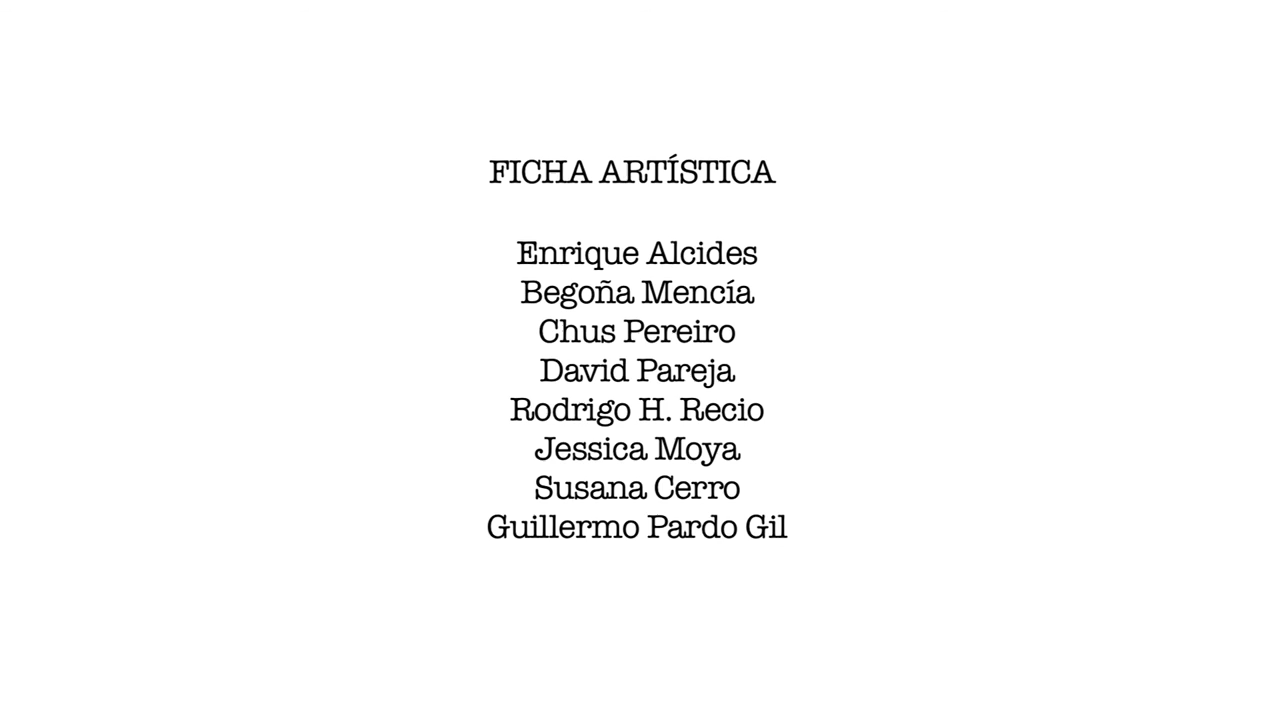 FICHA ARTÍSTICA
Enrique Alcides
Begoña Mencía
Chus Pereiro
David Pareja
Rodrigo H. Recio
Jessica Moya
Susana Cerro
Guillermo Pardo Gil